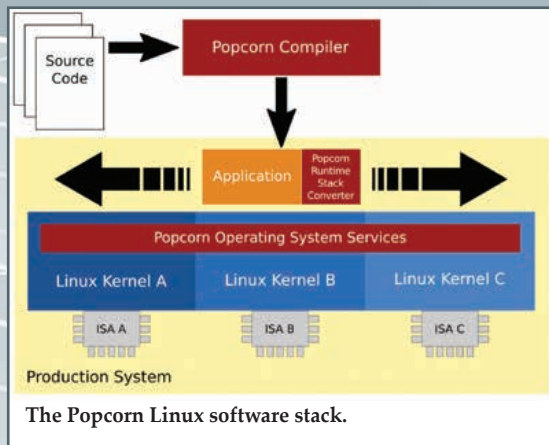 Source
Code
Popcorn Compiler
Application
Popcorn
Runtime
Stack
Converter
Popcorn Operating System Services
Linux Kernel A
Linux Kernel B
Linux Kernel C
ISA A
ISA B
ISA C
Production System
The Popcorn Linux software stack.